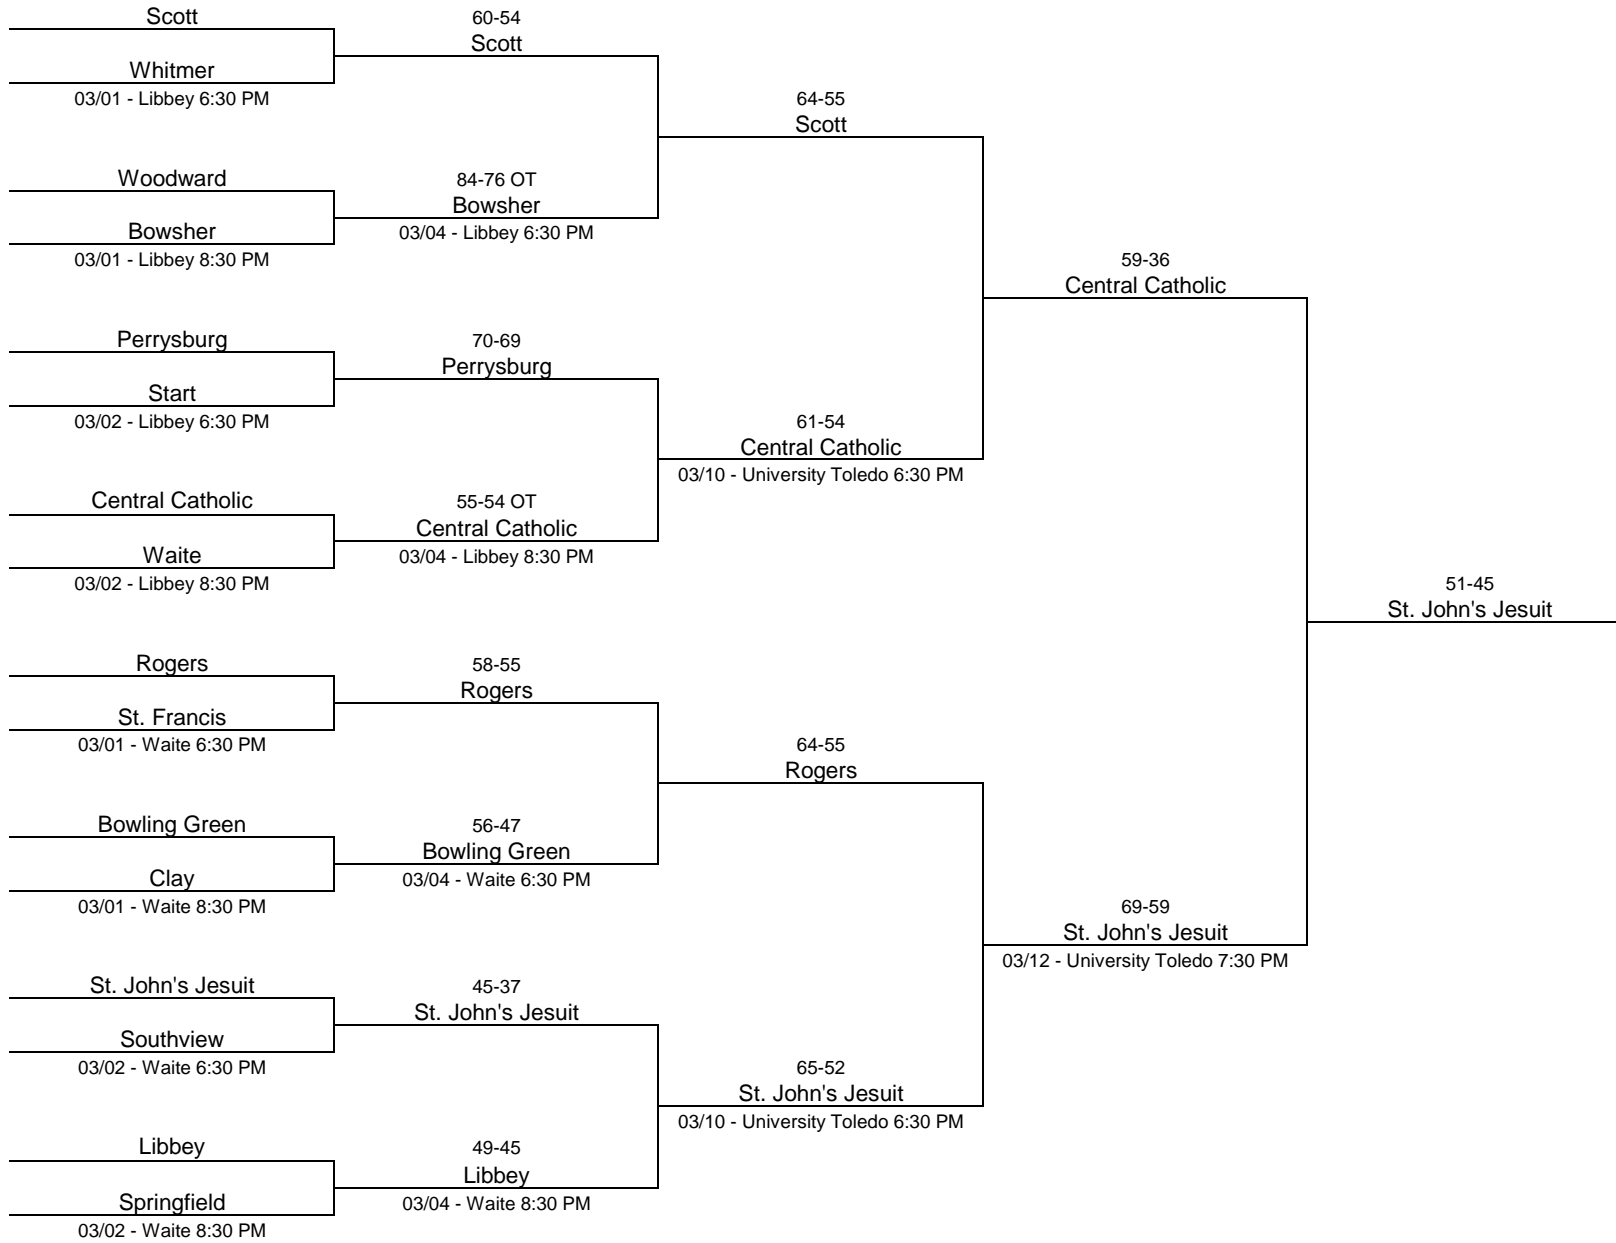 Scott
Whitmer
03/01 - Libbey 6:30 PM
Woodward
Bowsher
03/01 - Libbey 8:30 PM
Perrysburg
Start
03/02 - Libbey 6:30 PM
Central Catholic
Waite
03/02 - Libbey 8:30 PM
Rogers
St. Francis
03/01 - Waite 6:30 PM
Bowling Green
Clay
03/01 - Waite 8:30 PM
St. John's Jesuit
Southview
03/02 - Waite 6:30 PM
Libbey
Springfield
03/02 - Waite 8:30 PM
60-54
Scott
84-76 OT
Bowsher
03/04 - Libbey 6:30 PM
70-69
Perrysburg
55-54 OT
Central Catholic
03/04 - Libbey 8:30 PM
58-55
Rogers
56-47
Bowling Green
03/04 - Waite 6:30 PM
45-37
St. John's Jesuit
49-45
Libbey
03/04 - Waite 8:30 PM
64-55
Scott
61-54
Central Catholic
03/10 - University Toledo 6:30 PM
64-55
Rogers
65-52
St. John's Jesuit
03/10 - University Toledo 6:30 PM
59-36
Central Catholic
69-59
St. John's Jesuit
03/12 - University Toledo 7:30 PM
51-45
St. John's Jesuit